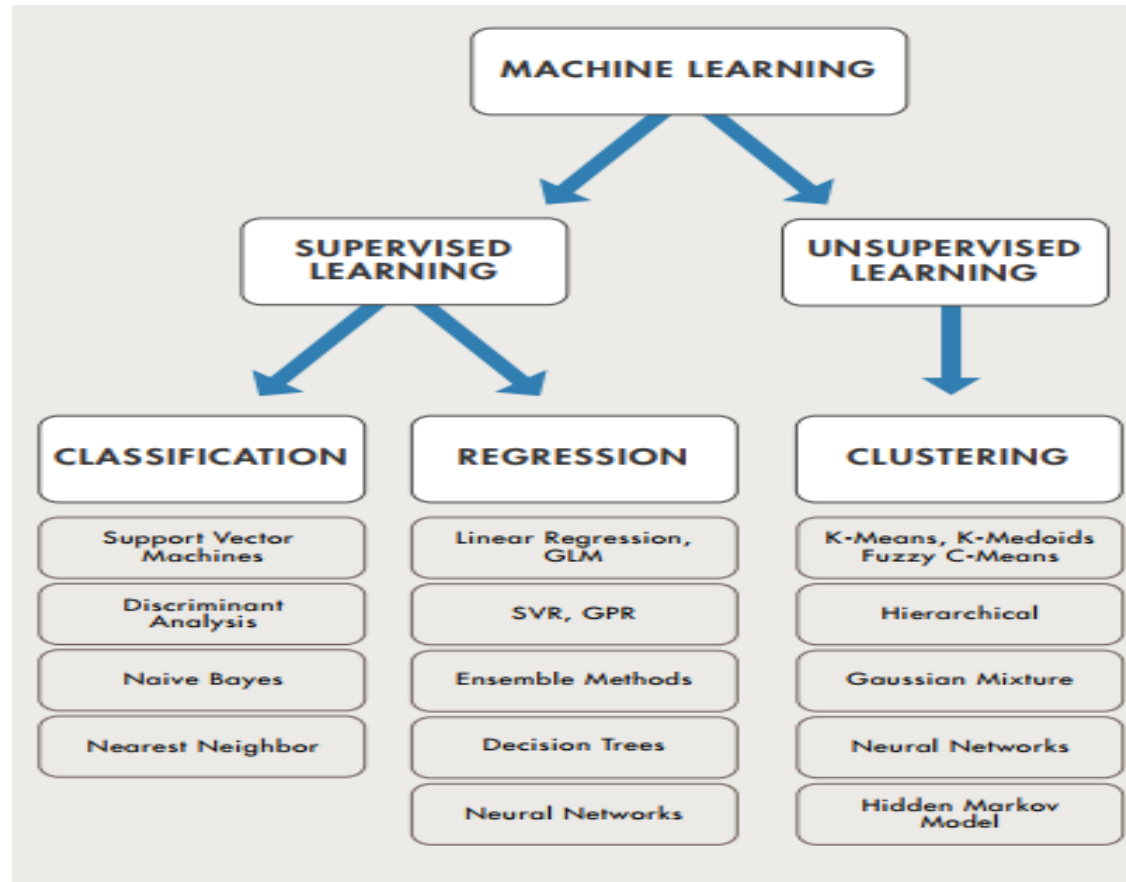 MACHINE LEARNING
SUPERVISED
LEARNING
UNSUPERVISED
LEARNING
CLASSIFICATION
Support Vector
Machines
Discriminant
Analysis
Naive Bayes
Nearest Neighbor
REGRESSION
Linear Regression,
GLM
SVR, GPR
Ensemble Methods
Decision Trees
Neural Networks
CLUSTERING
K-Means, K-Medoids
Fuzzy C-Means
Hierarchical
Gaussian Mixture
Neural Networks
Hidden Markov
Model